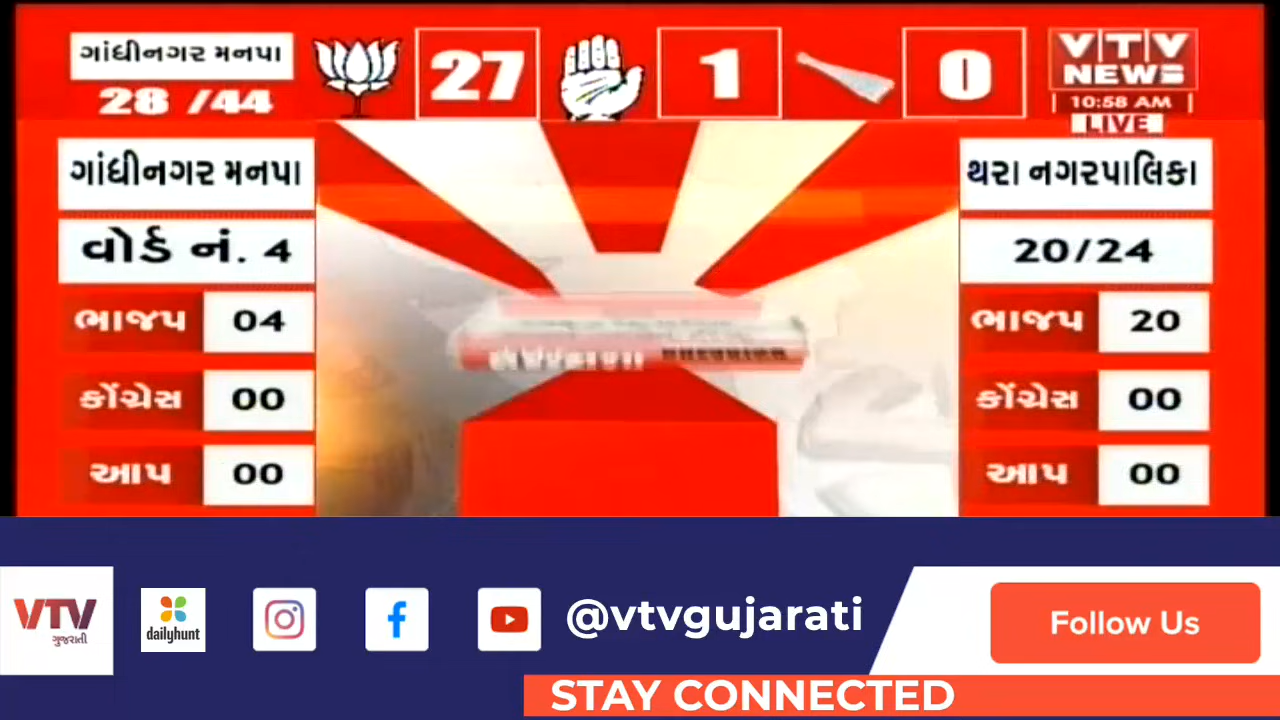 ગાંધીનગર મનપા
28 /44
27
1
0
VTV
NEWS
10:58 AM
LIVE
ગાંધીનગર મનપા
વોર્ડ નં. 4
ભાજપ 04
કોંગ્રેસ 00
આપ 00
થરા નગરપાલિકા
20/24
ભાજપ 20
કોંગ્રેસ 00
આપ 00
VTV
ગુજરાતી
dailyhunt
@vtvgujarati
Follow Us
STAY CONNECTED